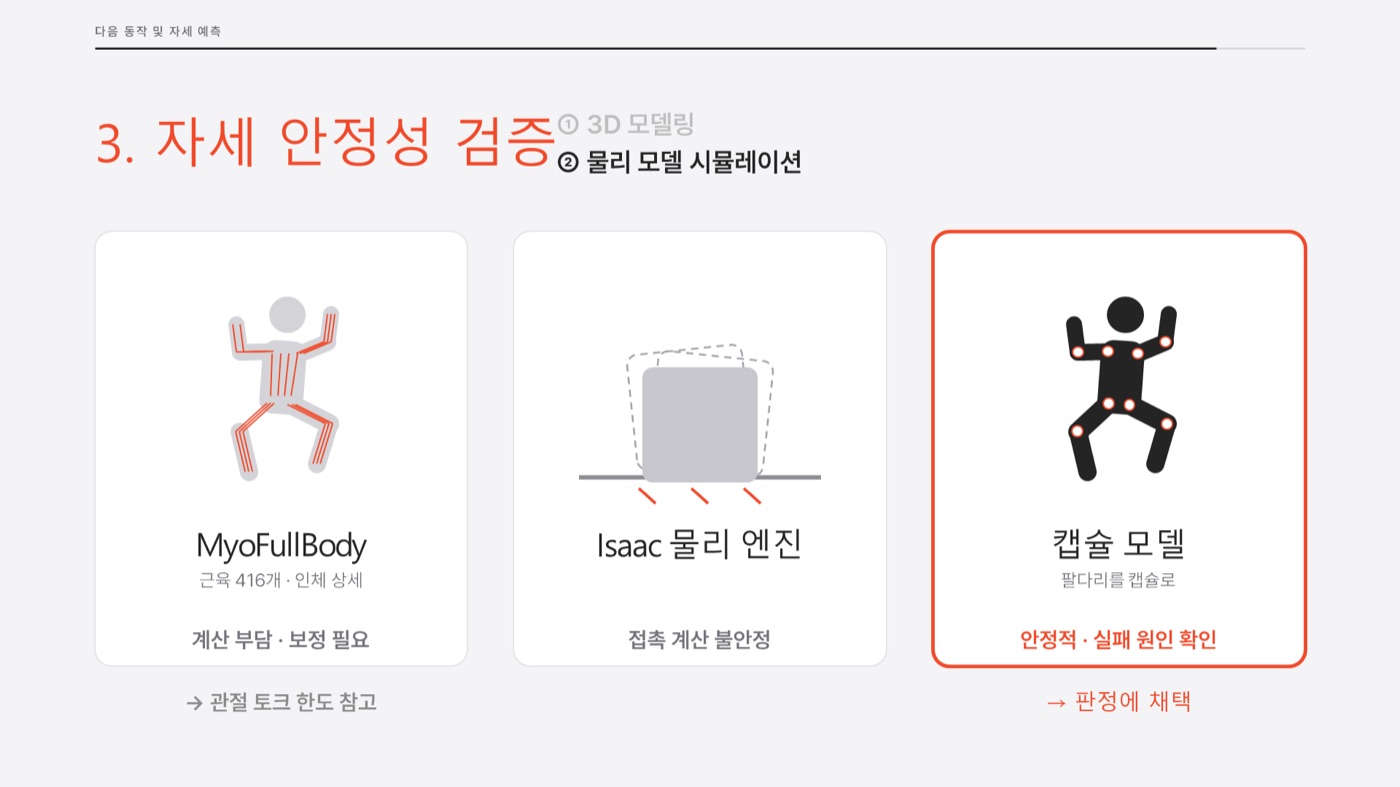 다음 동작 및 자세 예측
3. 자세 안정성 검증
① 3D 모델링
② 물리 모델 시뮬레이션
MyoFullBody
근육 416개 · 인체 상세
계산 부담 · 보정 필요
→ 관절 토크 한도 참고
Isaac 물리 엔진
접촉 계산 불안정
캡슐 모델
팔다리를 캡슐로
안정적 · 실패 원인 확인
→ 판정에 채택